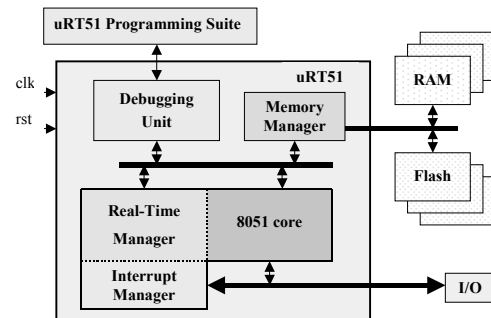 uRT51 Programming Suite
uRT51
clk
rst
Debugging
Unit
Memory
Manager
RAM
Flash
Real-Time
Manager
8051 core
Interrupt
Manager
I/O